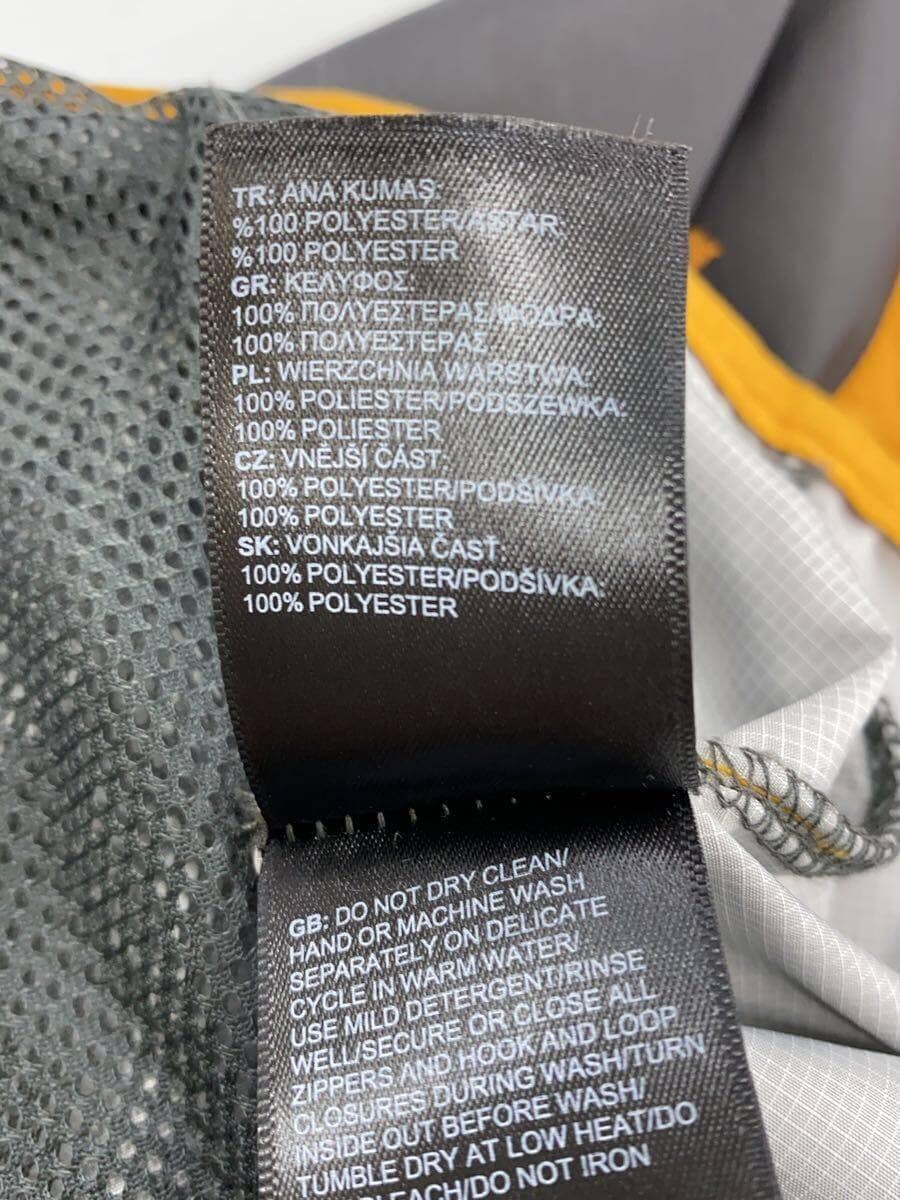 TR: ANA KUMAŞ:
%100 POLYESTER/ASTAR:
%100 POLYESTER
GR: ΚΕΛΥΦΟΣ:
100% ΠΟΛΥΕΣΤΕΡΑΣ/ΦΟΔΡΑ:
100% ΠΟΛΥΕΣΤΕΡΑΣ
PL: WIERZCHNIA WARSTWA:
100% POLIESTER/PODSZEWKA:
100% POLIESTER
CZ: VNĚJŠÍ ČÁST:
100% POLYESTER/PODŠÍVKA:
100% POLYESTER
SK: VONKAJŠIA ČASŤ:
100% POLYESTER/PODŠÍVKA:
100% POLYESTER
GB: DO NOT DRY CLEAN/
HAND OR MACHINE WASH
SEPARATELY ON DELICATE
CYCLE IN WARM WATER/
USE MILD DETERGENT/RINSE
WELL/SECURE OR CLOSE ALL
ZIPPERS AND HOOK AND LOOP
CLOSURES DURING WASH/TURN
INSIDE OUT BEFORE WASH/
TUMBLE DRY AT LOW HEAT/DO
BLEACH/DO NOT IRON